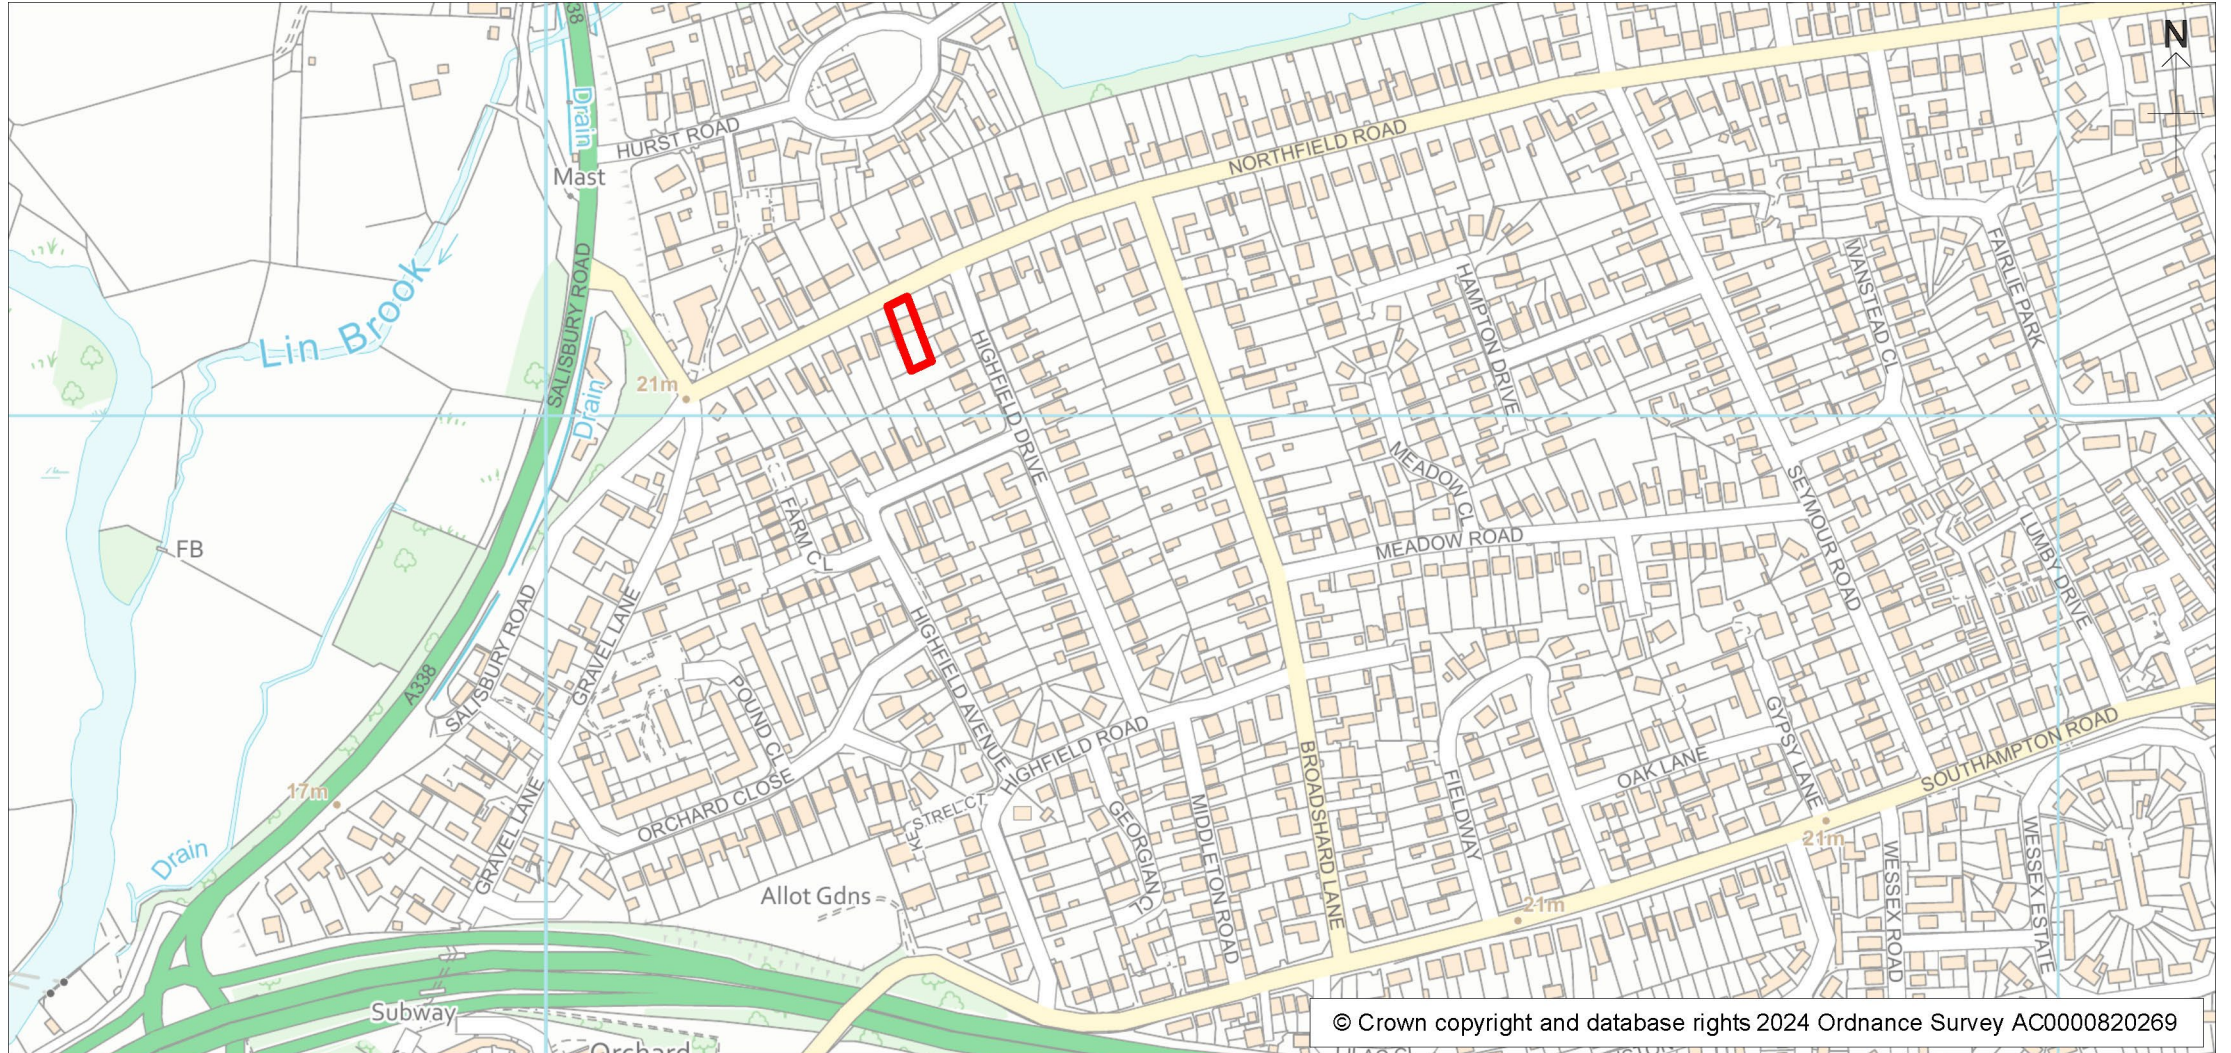 38
N
Drain
HURST ROAD
NORTHFIELD ROAD
Mast
SALISBURY ROAD
Lin Brook
FAIRLIE PARK
WANSTEAD CL
HAMPTON DRIVE
HIGHFIELD DRIVE
21m
Drain
MEADOW CL
SEYMOUR ROAD
FARM CL
FB
MEADOW ROAD
LUMBY DRIVE
SALISBURY ROAD
GRAVEL LANE
HIGHFIELD AVENUE
A338
POUND CL
HIGHFIELD ROAD
GYPSY LANE
SOUTHAMPTON ROAD
BROADSHARD LANE
OAK LANE
17m
ORCHARD CLOSE
KESTREL CT
GEORGIAN CL
MIDDLETON ROAD
FIELDWAY
GRAVEL LANE
21m
Drain
WESSEX ROAD
WESSEX ESTATE
Allot Gdns
21m
Subway
Orchard
© Crown copyright and database rights 2024 Ordnance Survey AC0000820269